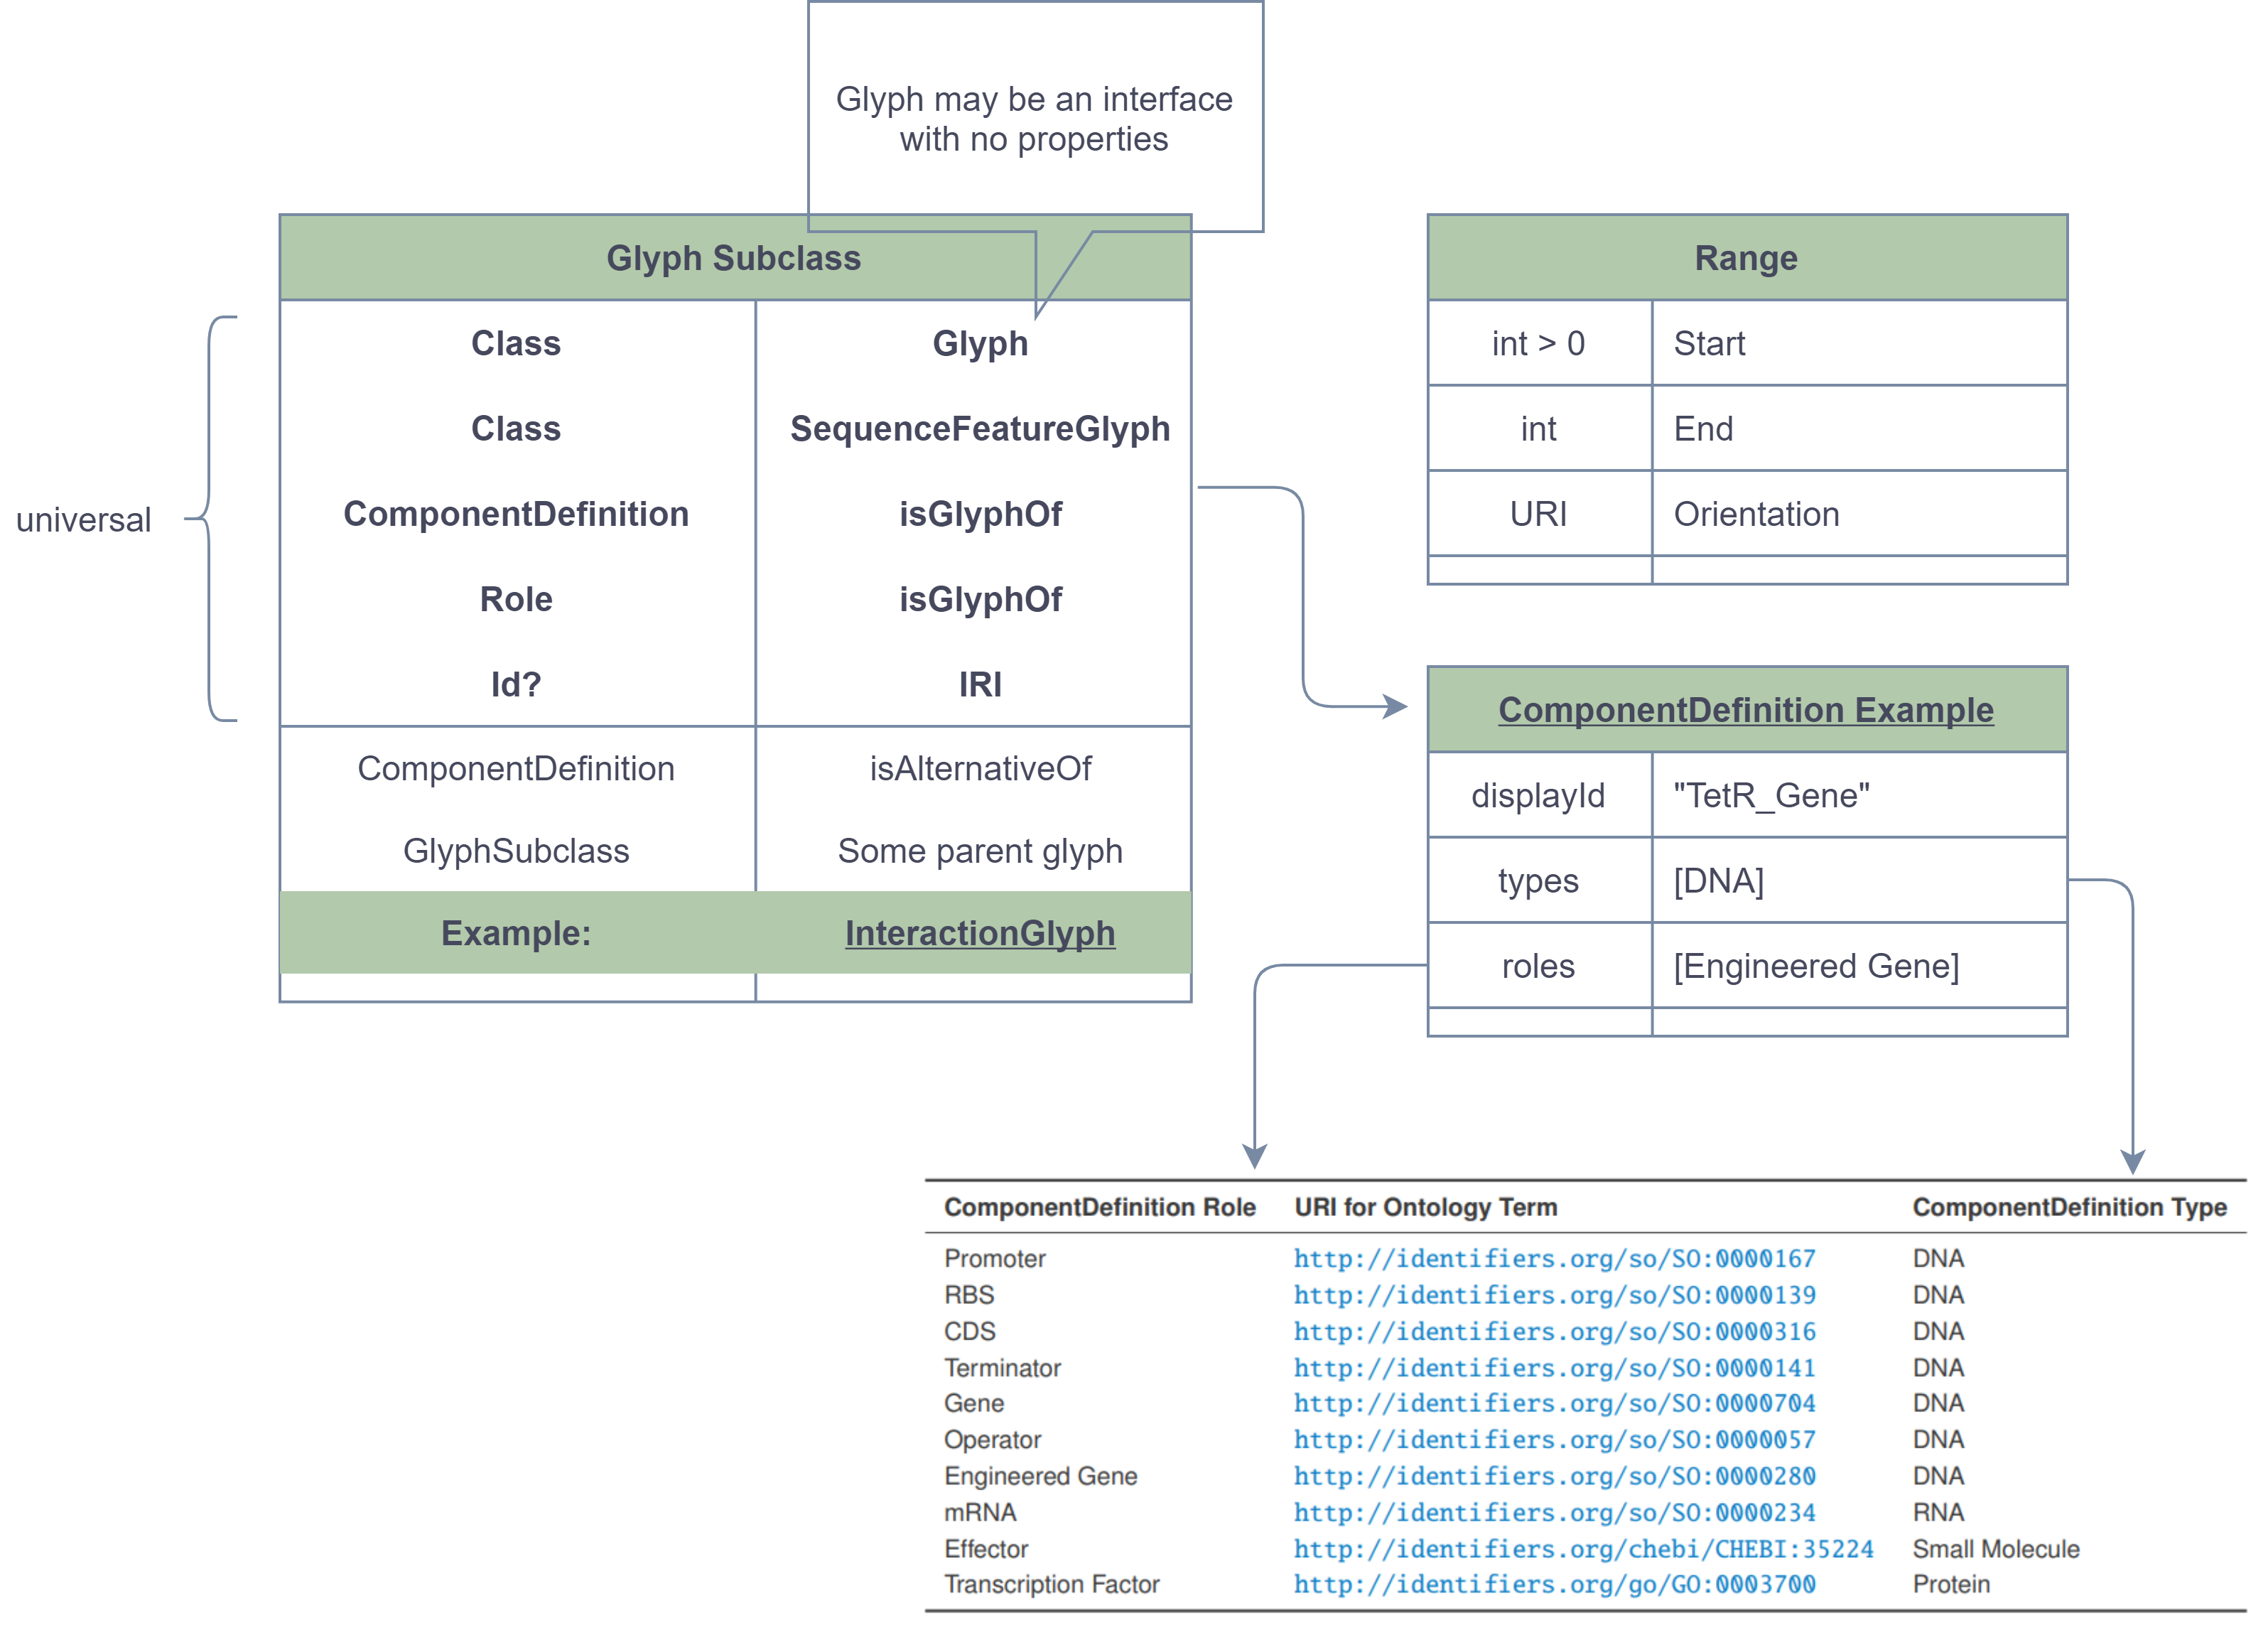 Glyph may be an interface
with no properties
Glyph Subclass
Class Glyph
Class SequenceFeatureGlyph
ComponentDefinition isGlyphOf
Role isGlyphOf
Id? IRI
universal
ComponentDefinition isAlternativeOf
GlyphSubclass Some parent glyph
Example: InteractionGlyph
Range
int > 0 Start
int End
URI Orientation
ComponentDefinition Example
displayId "TetR_Gene"
types [DNA]
roles [Engineered Gene]
ComponentDefinition Role URI for Ontology Term ComponentDefinition Type
Promoter http://identifiers.org/so/SO:0000167 DNA
RBS http://identifiers.org/so/SO:0000139 DNA
CDS http://identifiers.org/so/SO:0000316 DNA
Terminator http://identifiers.org/so/SO:0000141 DNA
Gene http://identifiers.org/so/SO:0000704 DNA
Operator http://identifiers.org/so/SO:0000057 DNA
Engineered Gene http://identifiers.org/so/SO:0000280 DNA
mRNA http://identifiers.org/so/SO:0000234 RNA
Effector http://identifiers.org/chebi/CHEBI:35224 Small Molecule
Transcription Factor http://identifiers.org/go/GO:0003700 Protein